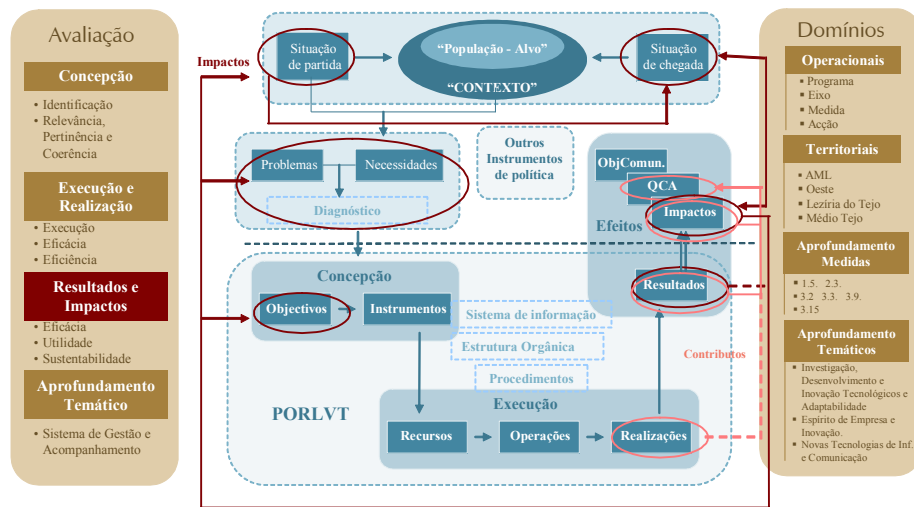 Avaliação
Concepção
• Identificação
• Relevância,
Pertinência e
Coerência
Execução e
Realização
• Execução
• Eficácia
• Eficiência
Resultados e
Impactos
• Eficácia
• Utilidade
• Sustentabilidade
Aprofundamento
Temático
• Sistema de Gestão e
Acompanhamento
Impactos
Situação
de partida
“População - Alvo”
“CONTEXTO”
Situação
de chegada
Problemas
Necessidades
Diagnóstico
Outros
Instrumentos
de política
ObjComun.
QCA
Impactos
Efeitos
Resultados
Concepção
Objectivos
Instrumentos
Sistema de informação
Estrutura Orgânica
Procedimentos
Contributos
PORLVT
Execução
Recursos
Operações
Realizações
Domínios
Operacionais
▪ Programa
▪ Eixo
▪ Medida
▪ Acção
Territoriais
▪ AML
▪ Oeste
▪ Lezíria do Tejo
▪ Médio Tejo
Aprofundamento
Medidas
▪ 1.5. 2.3.
▪ 3.2 3.3. 3.9.
▪ 3.15
Aprofundamento
Temáticos
▪ Investigação,
Desenvolvimento e
Inovação Tecnológicos e
Adaptabilidade
▪ Espírito de Empresa e
Inovação.
▪ Novas Tecnologias de Inf.
e Comunicação